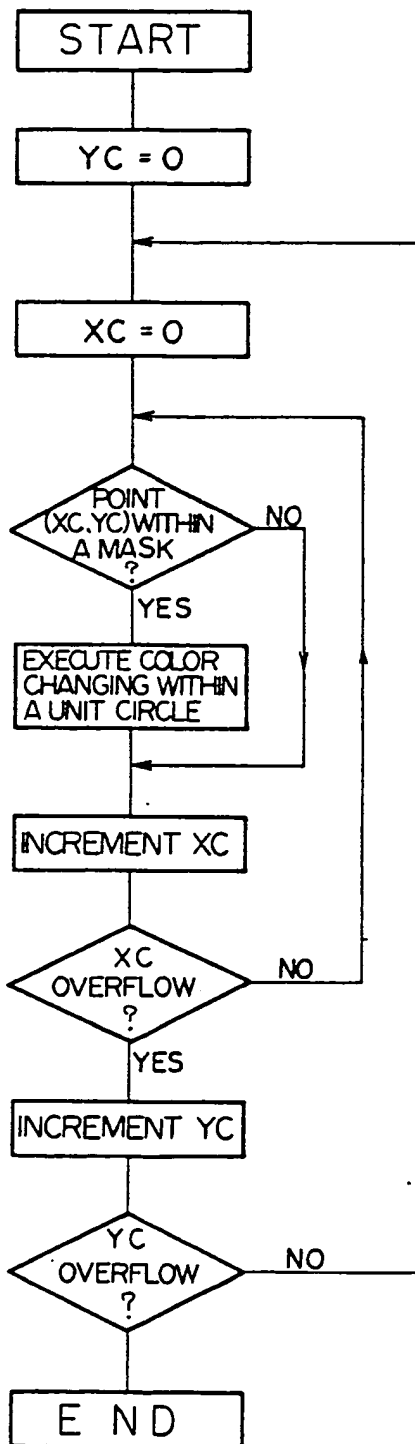 START
YC = 0
XC = 0
POINT
(XC.YC) WITHIN
A MASK
?
NO
YES
EXECUTE COLOR
CHANGING WITHIN
A UNIT CIRCLE
INCREMENT XC
XC
OVERFLOW
?
NO
YES
INCREMENT YC
YC
OVERFLOW
?
NO
END